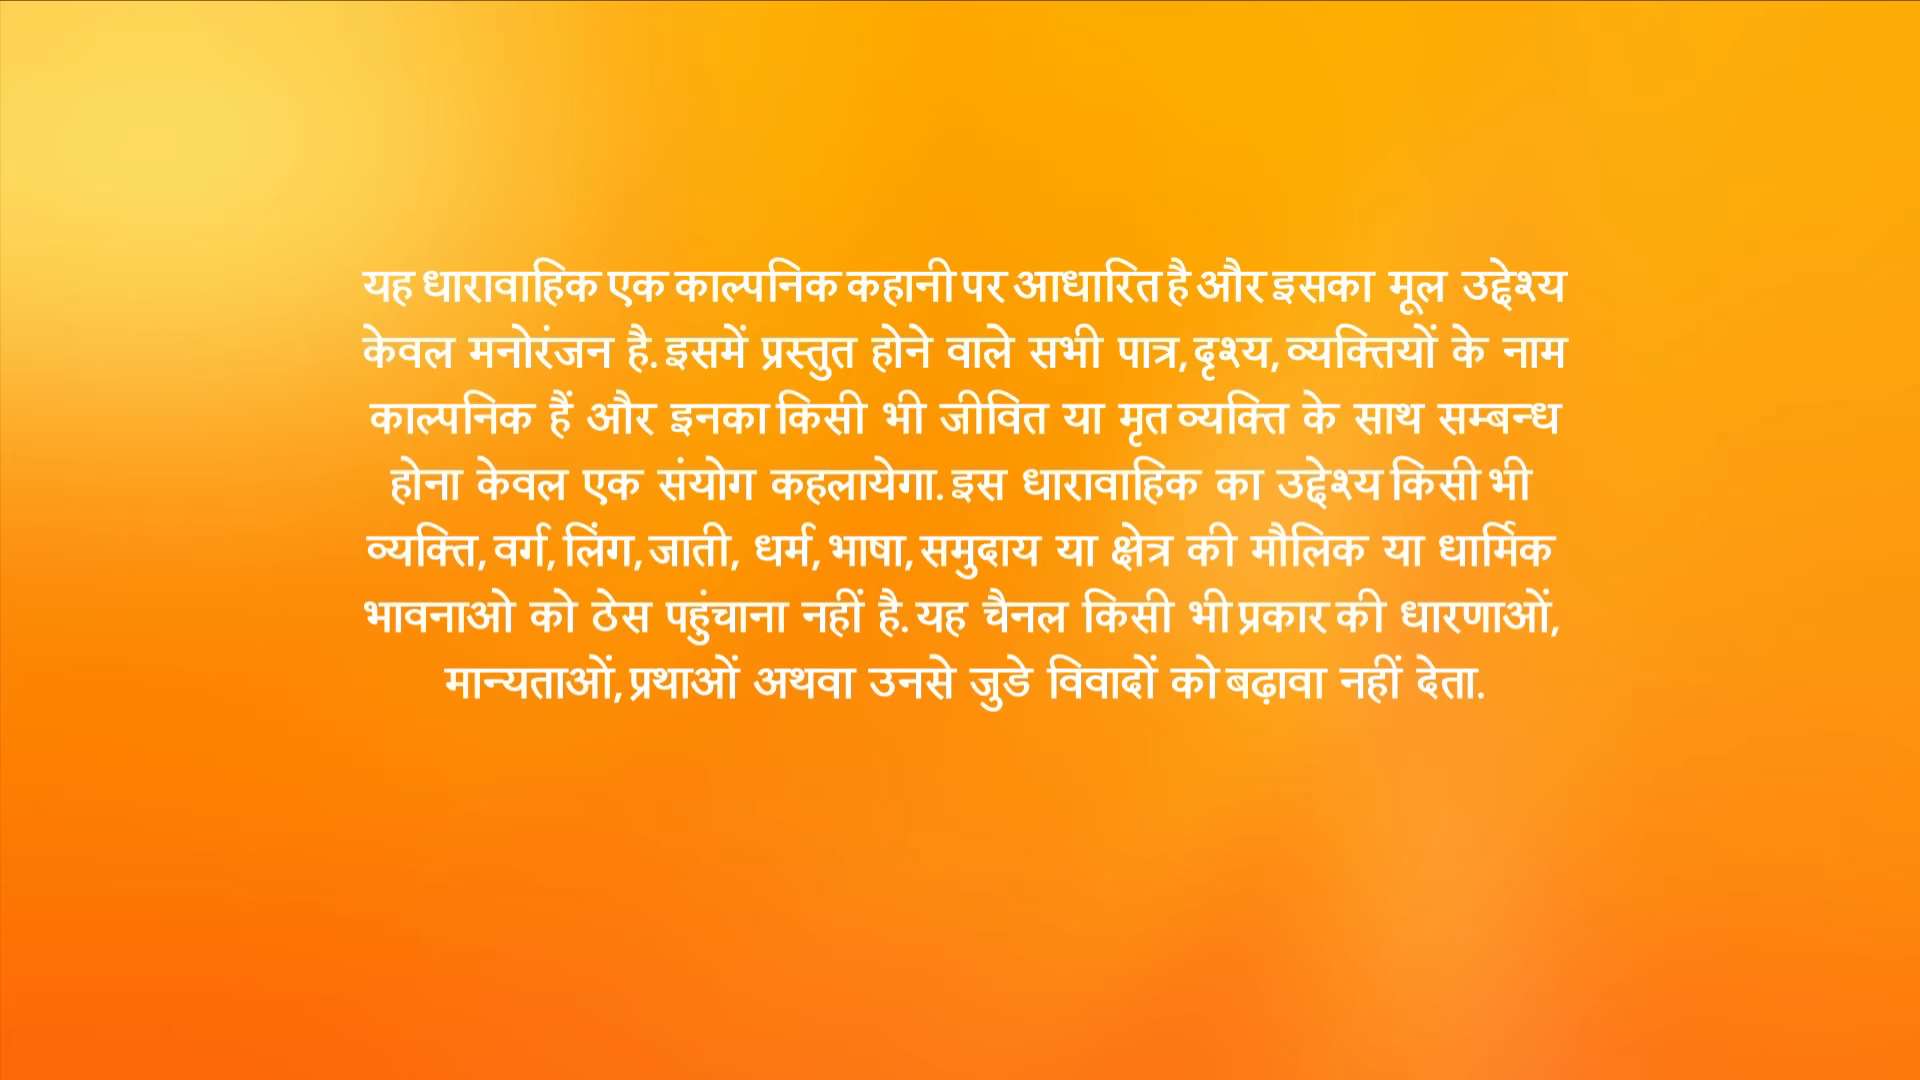 यह धारावाहिक एक काल्पनिक कहानी पर आधारित है और इसका मूल उद्देश्य
केवल मनोरंजन है. इसमें प्रस्तुत होने वाले सभी पात्र, दृश्य, व्यक्तियों के नाम
काल्पनिक हैं और इनका किसी भी जीवित या मृत व्यक्ति के साथ सम्बन्ध
होना केवल एक संयोग कहलायेगा. इस धारावाहिक का उद्देश्य किसी भी
व्यक्ति, वर्ग, लिंग, जाती, धर्म, भाषा, समुदाय या क्षेत्र की मौलिक या धार्मिक
भावनाओ को ठेस पहुंचाना नहीं है. यह चैनल किसी भी प्रकार की धारणाओं,
मान्यताओं, प्रथाओं अथवा उनसे जुडे विवादों को बढ़ावा नहीं देता.